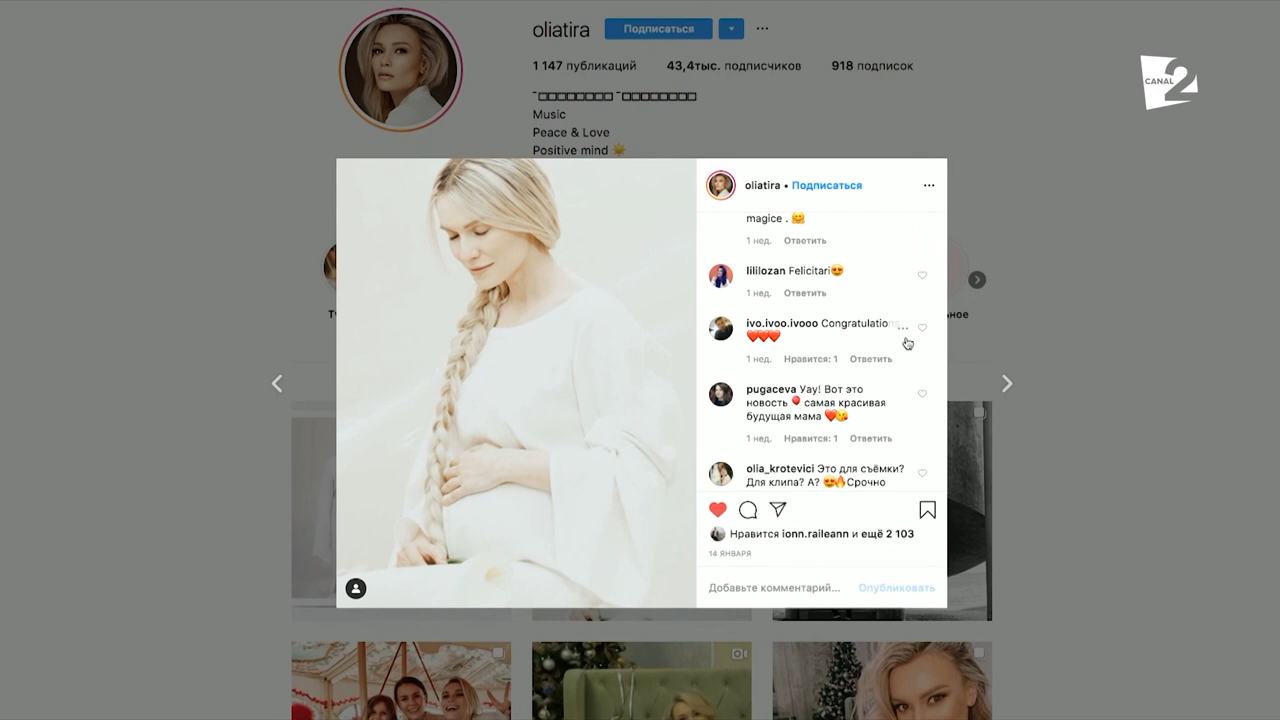 oliatira
Подписаться
1 147 публикаций 43,4тыс. подписчиков 918 подписок
Music
Peace & Love
Positive mind ☀️
CANAL 2
oliatira • Подписаться
magice . 🤗
1 нед. Ответить
lililozan Felicitari😍
1 нед. Ответить
ivo.ivoo.ivooo Congratulations
❤️❤️❤️
1 нед. Нравится: 1 Ответить
pugaceva Уау! Вот это
новость 🎈 самая красивая
будущая мама ❤️😘
1 нед. Нравится: 1 Ответить
olia_krotevici Это для съёмки?
Для клипа? А? 😍🔥Срочно
Нравится ionn.raileann и ещё 2 103
14 ЯНВАРЯ
Добавьте комментарий... Опубликовать